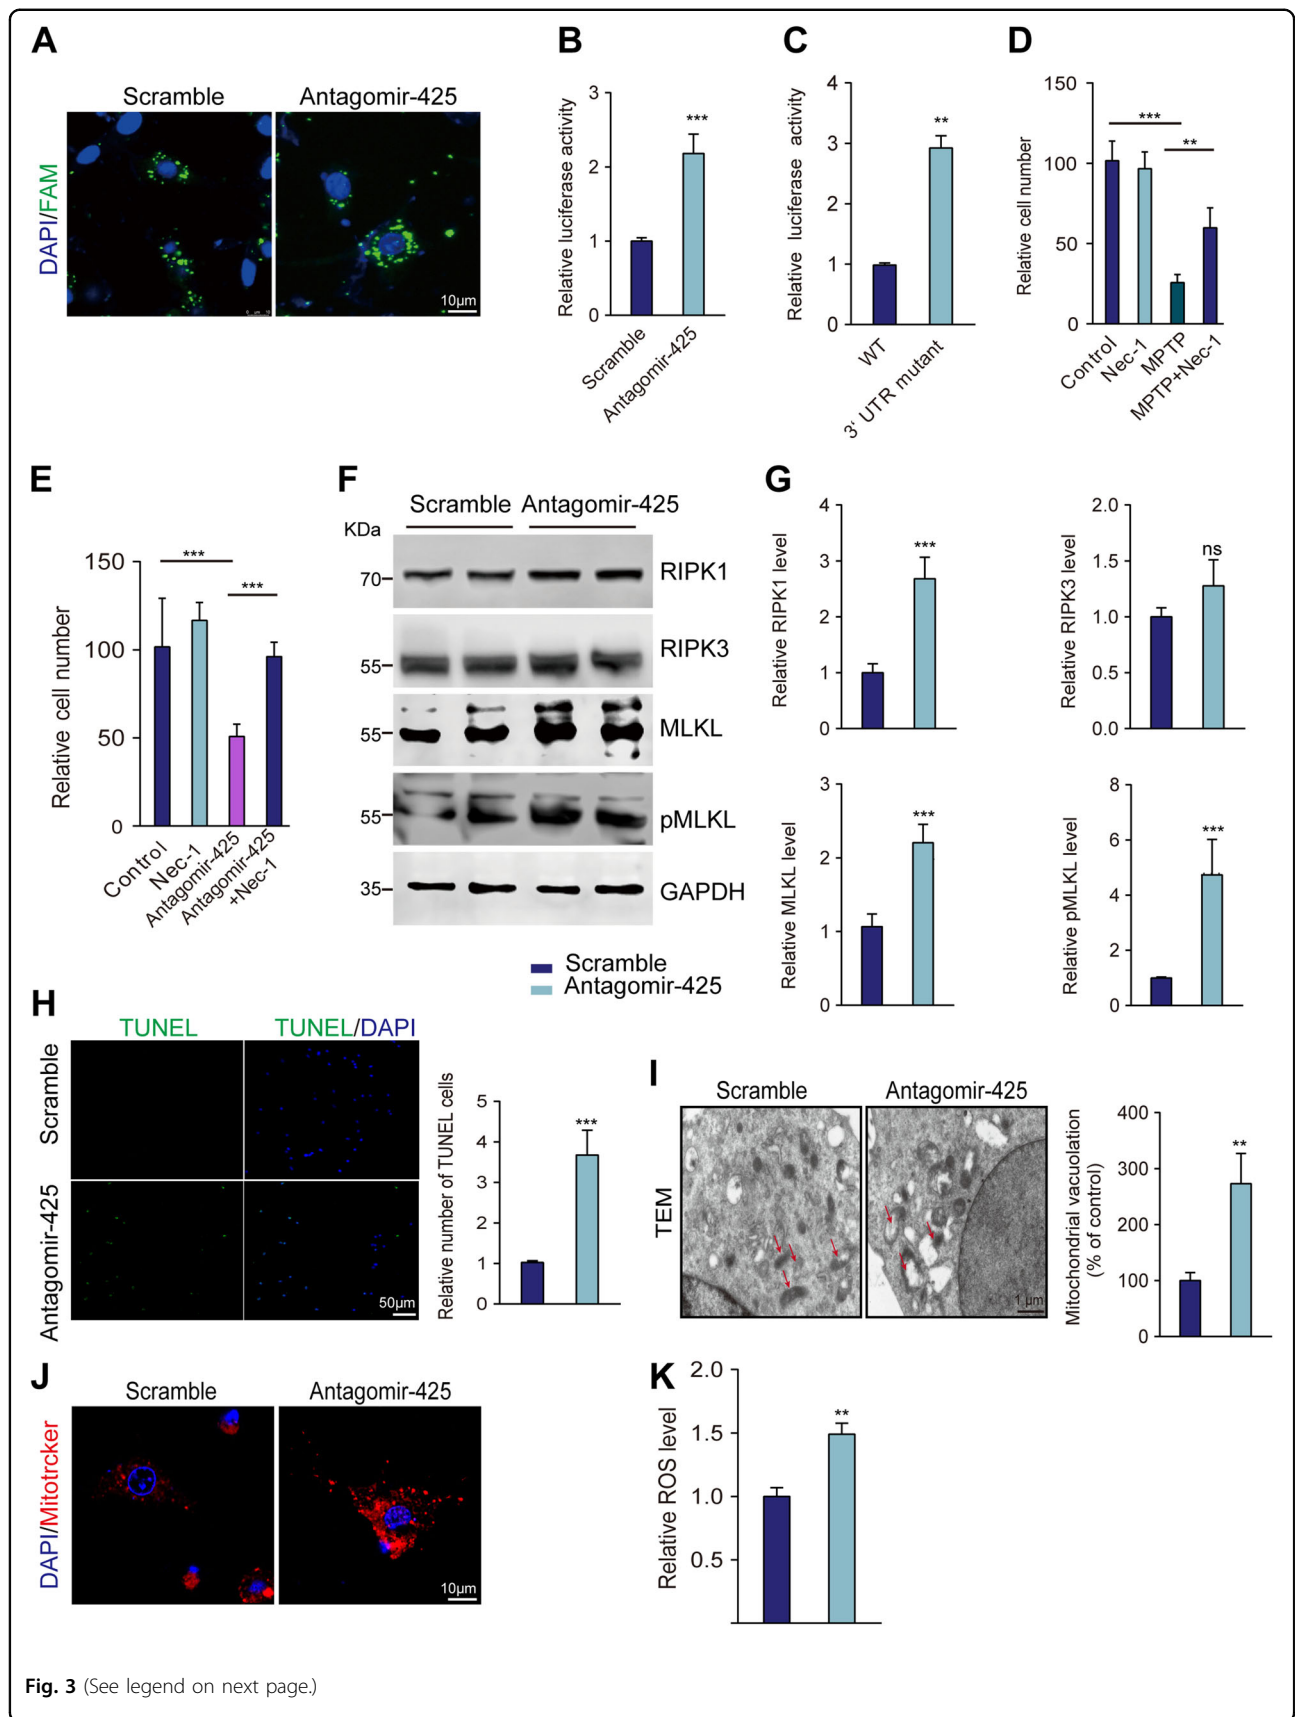 A
Scramble
Antagomir-425
DAPI/FAM
10µm
B
Relative luciferase activity
3
2
1
0
***
Scramble
Antagomir-425
C
Relative luciferase activity
4
3
2
1
0
**
WT
3‘ UTR mutant
D
Relative cell number
150
100
50
0
***
**
Control
Nec-1
MPTP
MPTP+Nec-1
E
Relative cell number
150
100
50
0
***
***
Control
Nec-1
Antagomir-425
Antagomir-425
+Nec-1
F
Scramble
Antagomir-425
KDa
70
RIPK1
55
RIPK3
55
MLKL
55
pMLKL
35
GAPDH
Scramble
Antagomir-425
G
Relative RIPK1 level
4
3
2
1
0
***
Relative RIPK3 level
2.0
1.5
1.0
0.5
0.0
ns
Relative MLKL level
3
2
1
0
***
Relative pMLKL level
8
6
4
2
0
***
H
TUNEL
TUNEL/DAPI
Scramble
Antagomir-425
50µm
Relative number of TUNEL cells
5
4
3
2
1
0
***
I
Scramble
Antagomir-425
TEM
1 µm
Mitochondrial vacuolation
(% of control)
400
300
200
100
0
**
J
Scramble
Antagomir-425
DAPI/Mitotrcker
10µm
K
Relative ROS level
2.0
1.5
1.0
0.5
**
Fig. 3 (See legend on next page.)